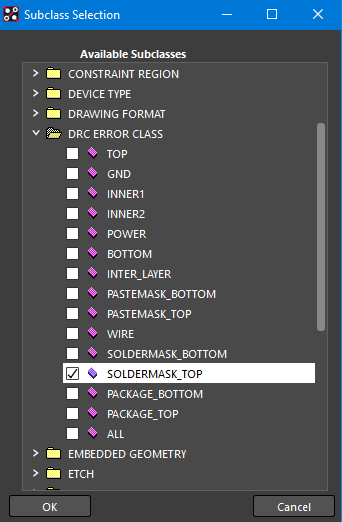 Subclass Selection
Available Subclasses
CONSTRAINT REGION
DEVICE TYPE
DRAWING FORMAT
DRC ERROR CLASS
TOP
GND
INNER1
INNER2
POWER
BOTTOM
INTER_LAYER
PASTEMASK_BOTTOM
PASTEMASK_TOP
WIRE
SOLDERMASK_BOTTOM
SOLDERMASK_TOP
PACKAGE_BOTTOM
PACKAGE_TOP
ALL
EMBEDDED GEOMETRY
ETCH
OK Cancel